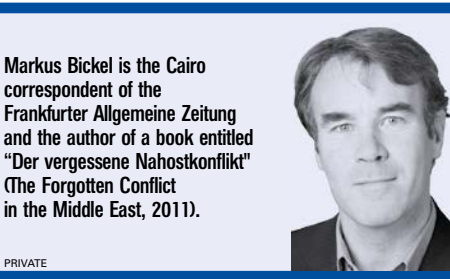 Markus Bickel is the Cairo
correspondent of the
Frankfurter Allgemeine Zeitung
and the author of a book entitled
“Der vergessene Nahostkonflikt"
(The Forgotten Conflict
in the Middle East, 2011).
PRIVATE